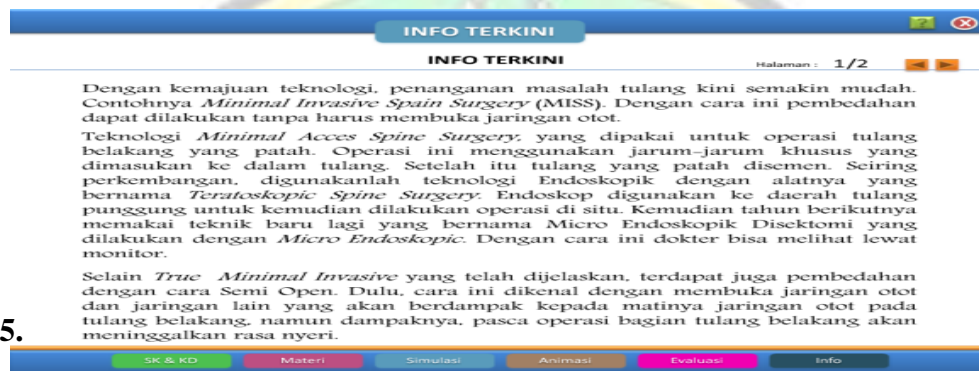 INFO TERKINI
INFO TERKINI
Halaman : 1/2
Dengan kemajuan teknologi, penanganan masalah tulang kini semakin mudah.
Contohnya Minimal Invasive Spain Surgery (MISS). Dengan cara ini pembedahan
dapat dilakukan tanpa harus membuka jaringan otot.
Teknologi Minimal Acces Spine Surgery, yang dipakai untuk operasi tulang
belakang yang patah. Operasi ini menggunakan jarum-jarum khusus yang
dimasukan ke dalam tulang. Setelah itu tulang yang patah disemen. Seiring
perkembangan, digunakanlah teknologi Endoskopik dengan alatnya yang
bernama Teratoskopic Spine Surgery. Endoskop digunakan ke daerah tulang
punggung untuk kemudian dilakukan operasi di situ. Kemudian tahun berikutnya
memakai teknik baru lagi yang bernama Micro Endoskopik Disektomi yang
dilakukan dengan Micro Endoskopic. Dengan cara ini dokter bisa melihat lewat
monitor.
Selain True Minimal Invasive yang telah dijelaskan, terdapat juga pembedahan
dengan cara Semi Open. Dulu, cara ini dikenal dengan membuka jaringan otot
dan jaringan lain yang akan berdampak kepada matinya jaringan otot pada
tulang belakang, namun dampaknya, pasca operasi bagian tulang belakang akan
meninggalkan rasa nyeri.
5.
SK & KD Materi Simulasi Animasi Evaluasi Info